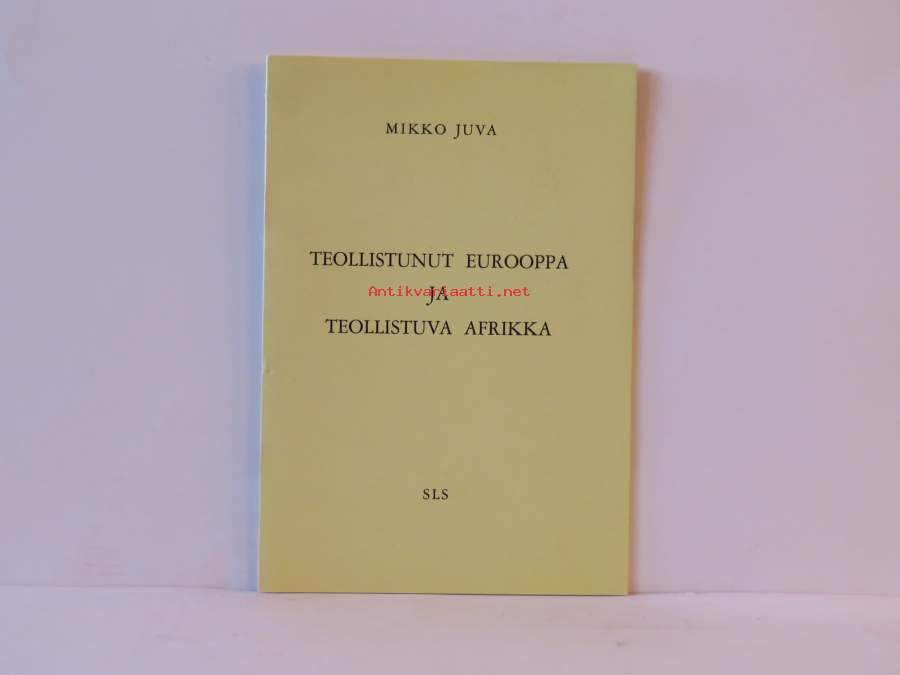 MIKKO JUVA
TEOLLISTUNUT EUROOPPA
Antikvariaatti.net
JA
TEOLLISTUVA AFRIKKA
SLS